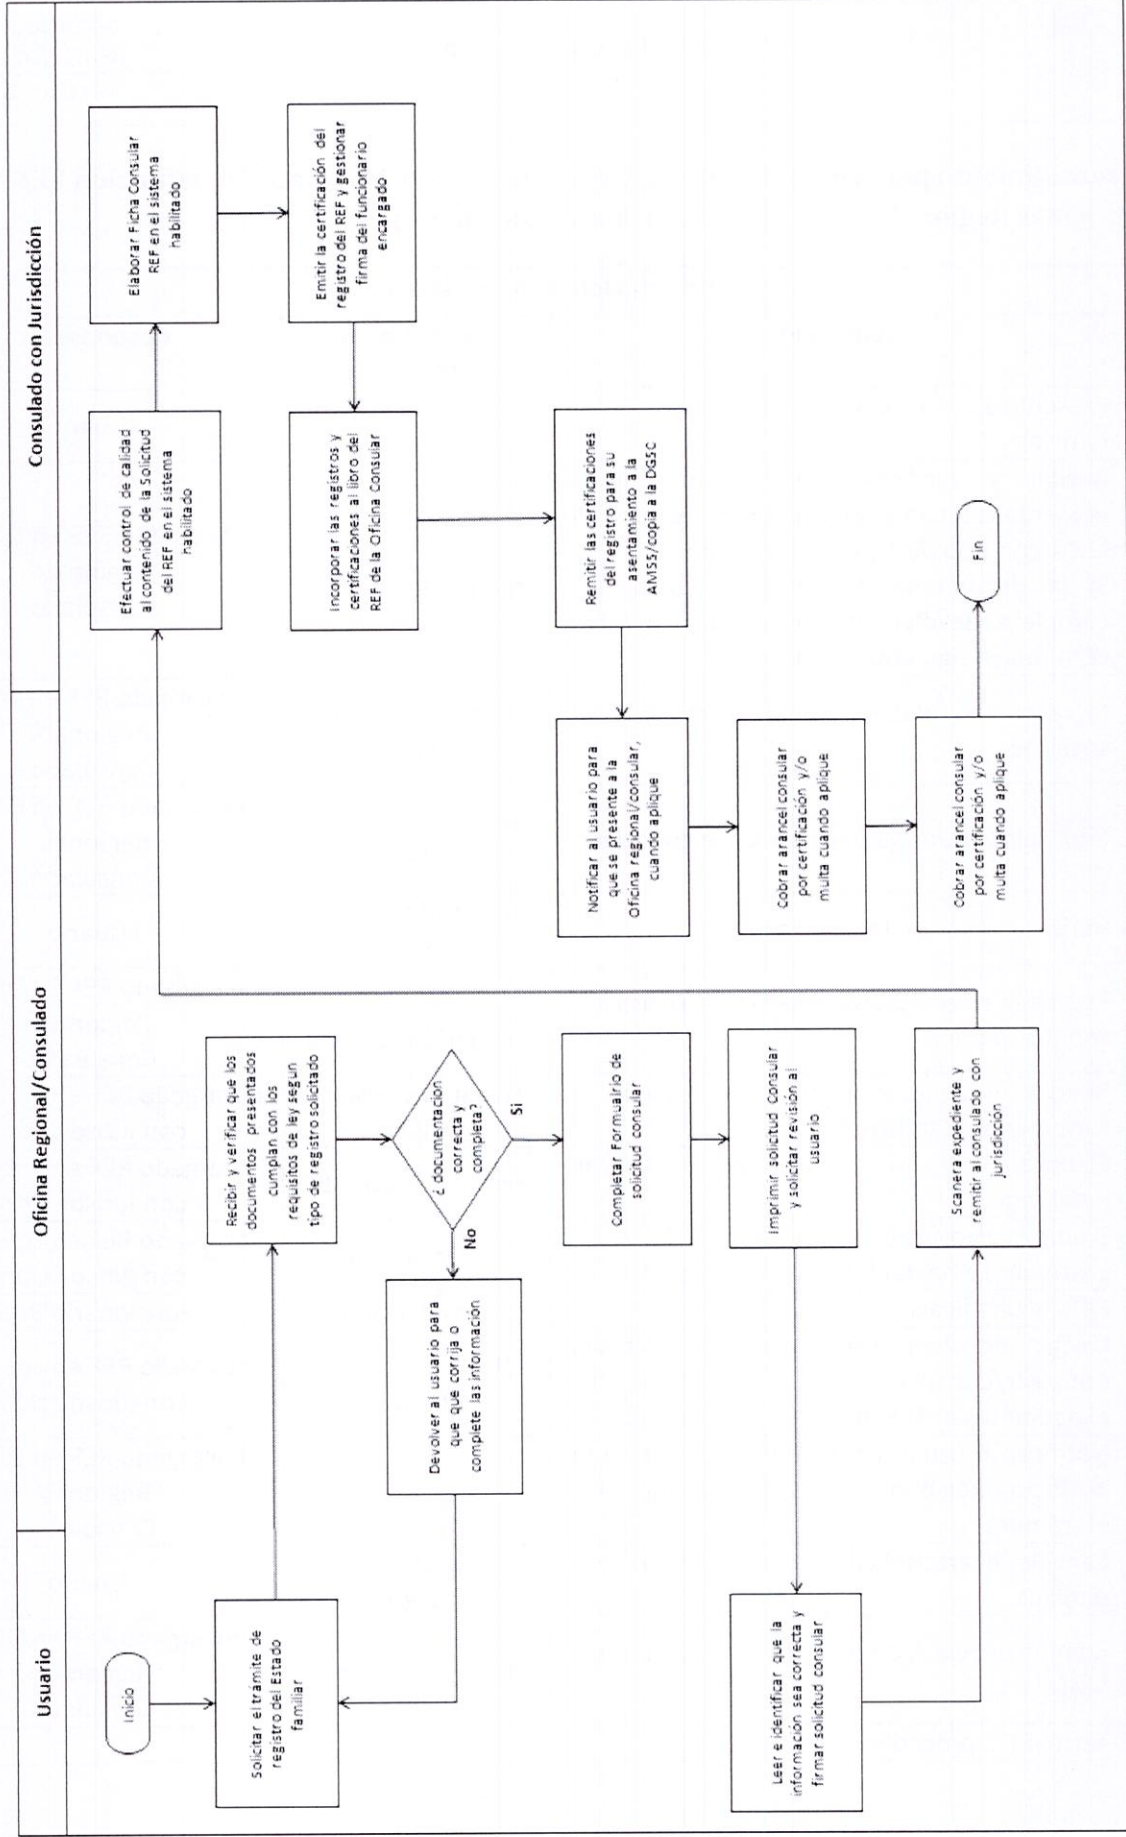 Usuario
Oficina Regional/Consulado
Consulado con Jurisdicción
Inicio
Solicitar el trámite de
registro del Estado
familiar
Recibir y verificar que los
documentos presentados
cumplan con los
requisitos de ley segun
tipo de registro solicitado
¿ documentacion
correcta y
completa?
No
Si
Devolver al usuario para
que que corrija o
complete las información
Completar Formualrio de
solicitud consular
Imprimir solicitud Consular
y solicitar revisión al
usuario
Leer e identificar que la
información sea correcta y
firmar solicitud consular
Scanera expediente y
remitir al consulado con
jurisdicción
Efectuar control de calidad
al contenido de la Solicitud
del REF en el sistema
habilitado
Elaborar Ficha Consular
REF en el sistema
habilitado
Emitir la certificación del
registro del REF y gestionar
firma del funcionario
encargado
Incorporar las registros y
certificaciones al libro del
REF de la Oficina Consular
Remitir las certificaciones
del registro para su
asentamiento a la
AMSS/copia a la DGSC
Notificar al usuario para
que se presente a la
Oficina regional/consular,
cuando aplique
Cobrar arancel consular
por certificación y/o
multa cuando aplique
Cobrar arancel consular
por certificación y/o
multa cuando aplique
Fin